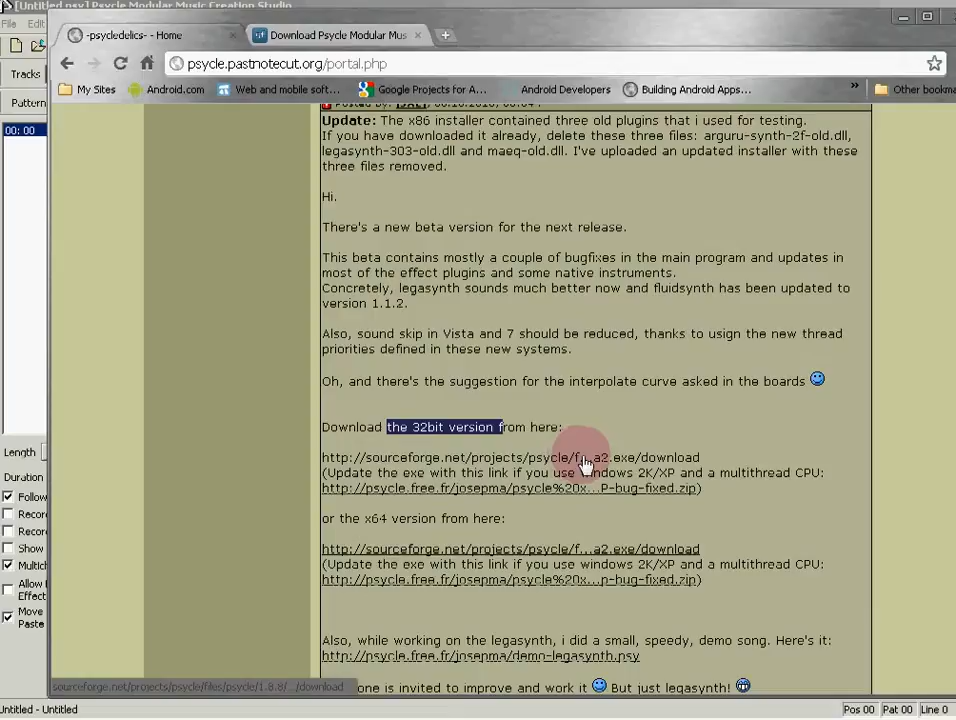 [Untitled.psy] Psycle Modular Music Creation Studio
File Edit
-psycledelics- - Home
Download Psycle Modular Mus
psycle.pastnotecut.org/portal.php
My Sites
Android.com
Web and mobile soft...
Google Projects for A...
Android Developers
Building Android Apps...
»
Other bookma
Tracks
Pattern
00: 00
Length
Duration
Follow
Recor
Recor
Show
Multic
Allow
Effect
Move
Paste
Update: The x86 installer contained three old plugins that i used for testing.
If you have downloaded it already, delete these three files: arguru-synth-2f-old.dll,
legasynth-303-old.dll and maeq-old.dll. I've uploaded an updated installer with these
three files removed.
Hi.
There's a new beta version for the next release.
This beta contains mostly a couple of bugfixes in the main program and updates in
most of the effect plugins and some native instruments.
Concretely, legasynth sounds much better now and fluidsynth has been updated to
version 1.1.2.
Also, sound skip in Vista and 7 should be reduced, thanks to usign the new thread
priorities defined in these new systems.
Oh, and there's the suggestion for the interpolate curve asked in the boards
Download the 32bit version from here:
http://sourceforge.net/projects/psycle/f...a2.exe/download
(Update the exe with this link if you use windows 2K/XP and a multithread CPU:
http://psycle.free.fr/josepma/psycle%20x...P-bug-fixed.zip)
or the x64 version from here:
http://sourceforge.net/projects/psycle/f...a2.exe/download
(Update the exe with this link if you use windows 2K/XP and a multithread CPU:
http://psycle.free.fr/josepma/psycle%20x...p-bug-fixed.zip)
Also, while working on the legasynth, i did a small, speedy, demo song. Here's it:
http://psycle.free.fr/josepma/demo-legasynth.psy
one is invited to improve and work it But just legasynth!
sourceforge.net/projects/psycle/files/psycle/1.8.8/.../download
Untitled - Untitled
Pos 00 Pat 00 Line 0